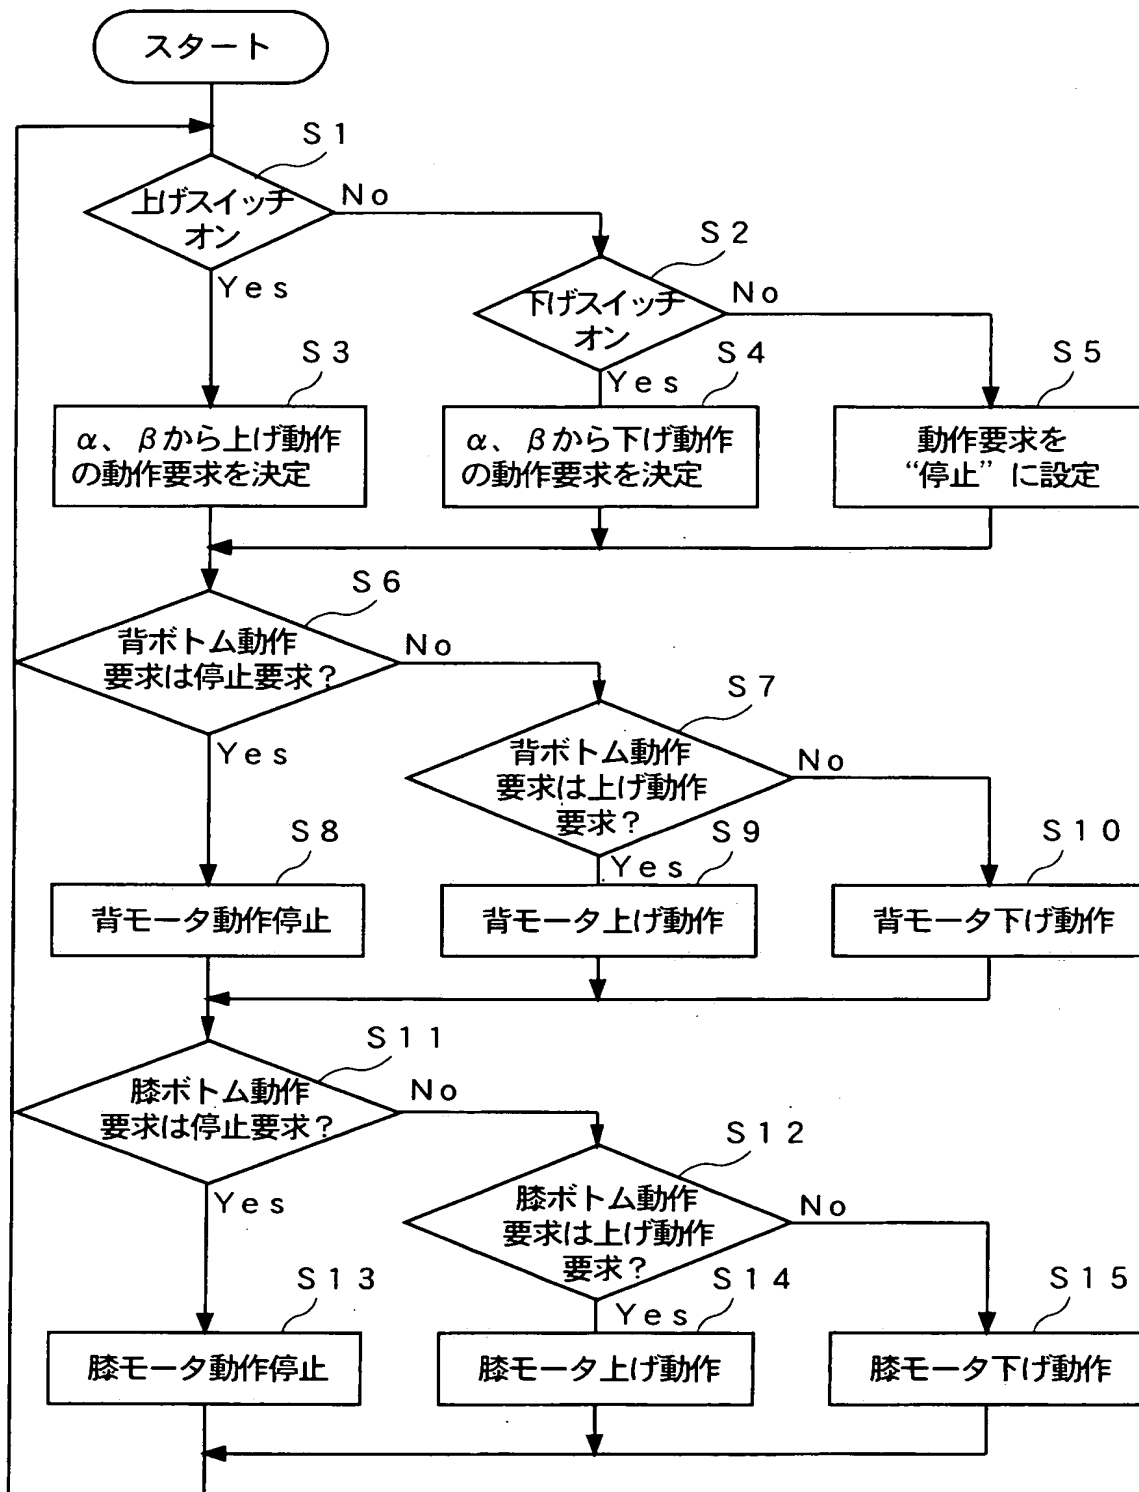 スタート
S1
上げスイッチ
オン
No
Yes
S2
下げスイッチ
オン
No
Yes
S3
α、βから上げ動作
の動作要求を決定
S4
α、βから下げ動作
の動作要求を決定
S5
動作要求を
“停止”に設定
S6
背ボトム動作
要求は停止要求？
No
Yes
S7
背ボトム動作
要求は上げ動作
要求？
No
Yes
S8
背モータ動作停止
S9
背モータ上げ動作
S10
背モータ下げ動作
S11
膝ボトム動作
要求は停止要求？
No
Yes
S12
膝ボトム動作
要求は上げ動作
要求？
No
Yes
S13
膝モータ動作停止
S14
膝モータ上げ動作
S15
膝モータ下げ動作